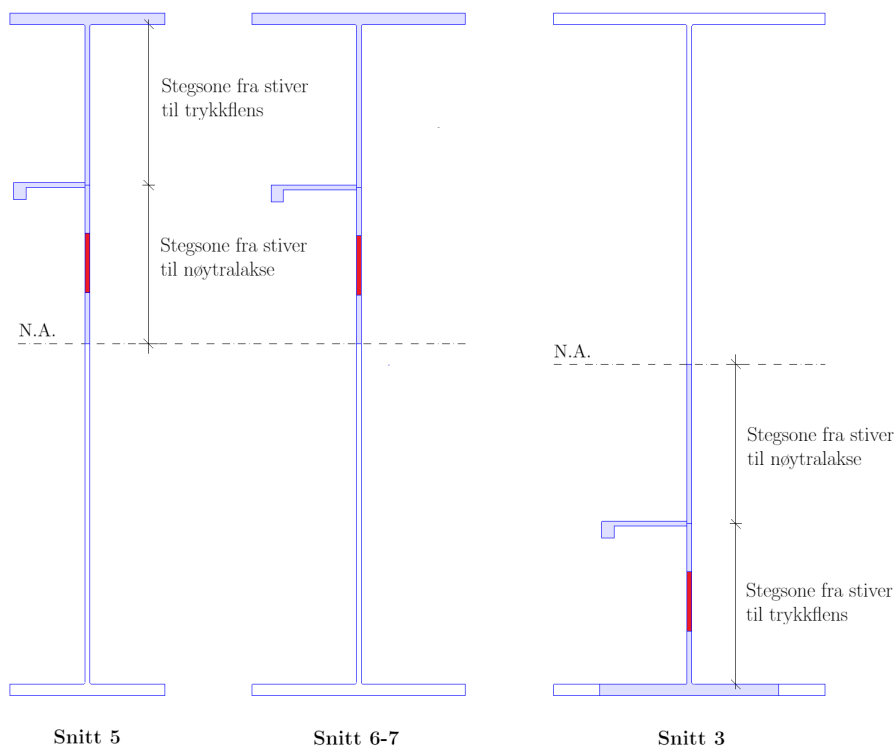 Stegsone fra stiver
til trykkflens
Stegsone fra stiver
til nøytralakse
N.A.
N.A.
Stegsone fra stiver
til nøytralakse
Stegsone fra stiver
til trykkflens
Snitt 5
Snitt 6-7
Snitt 3